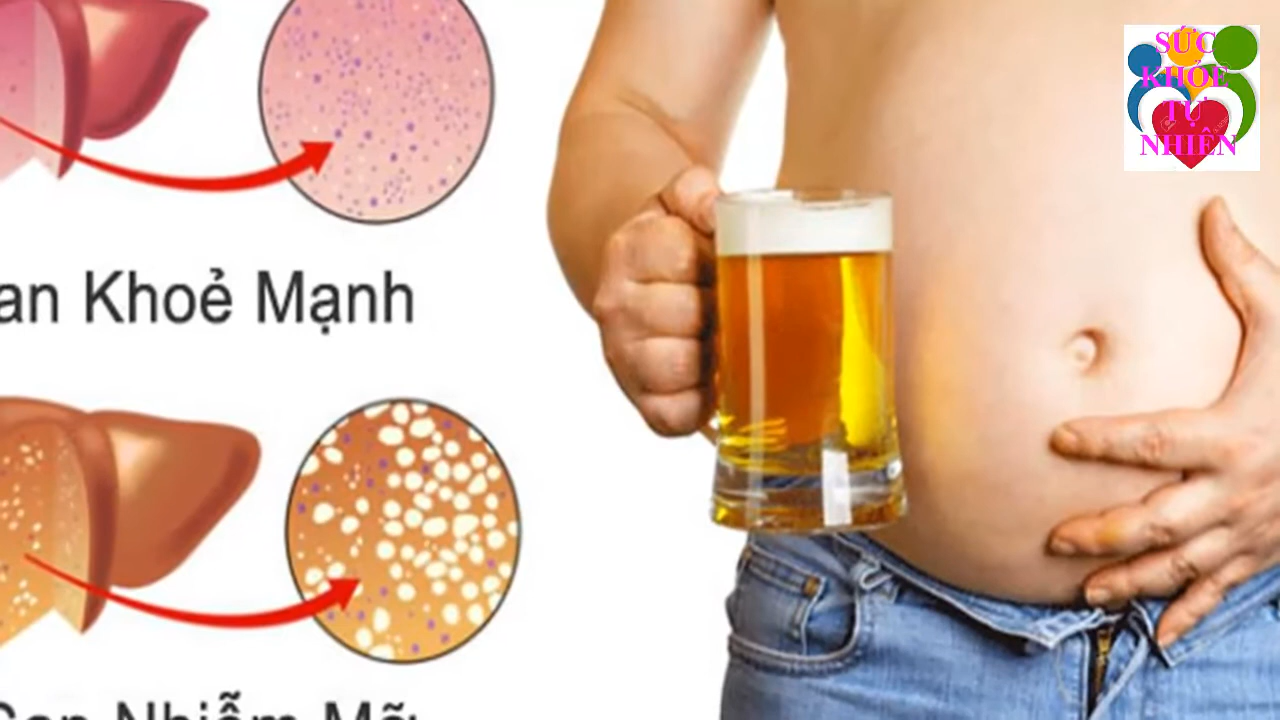 an Khoẻ Mạnh
Gan Nhiễm Mỡ
SỨC
KHỎE
TỰ
NHIÊN